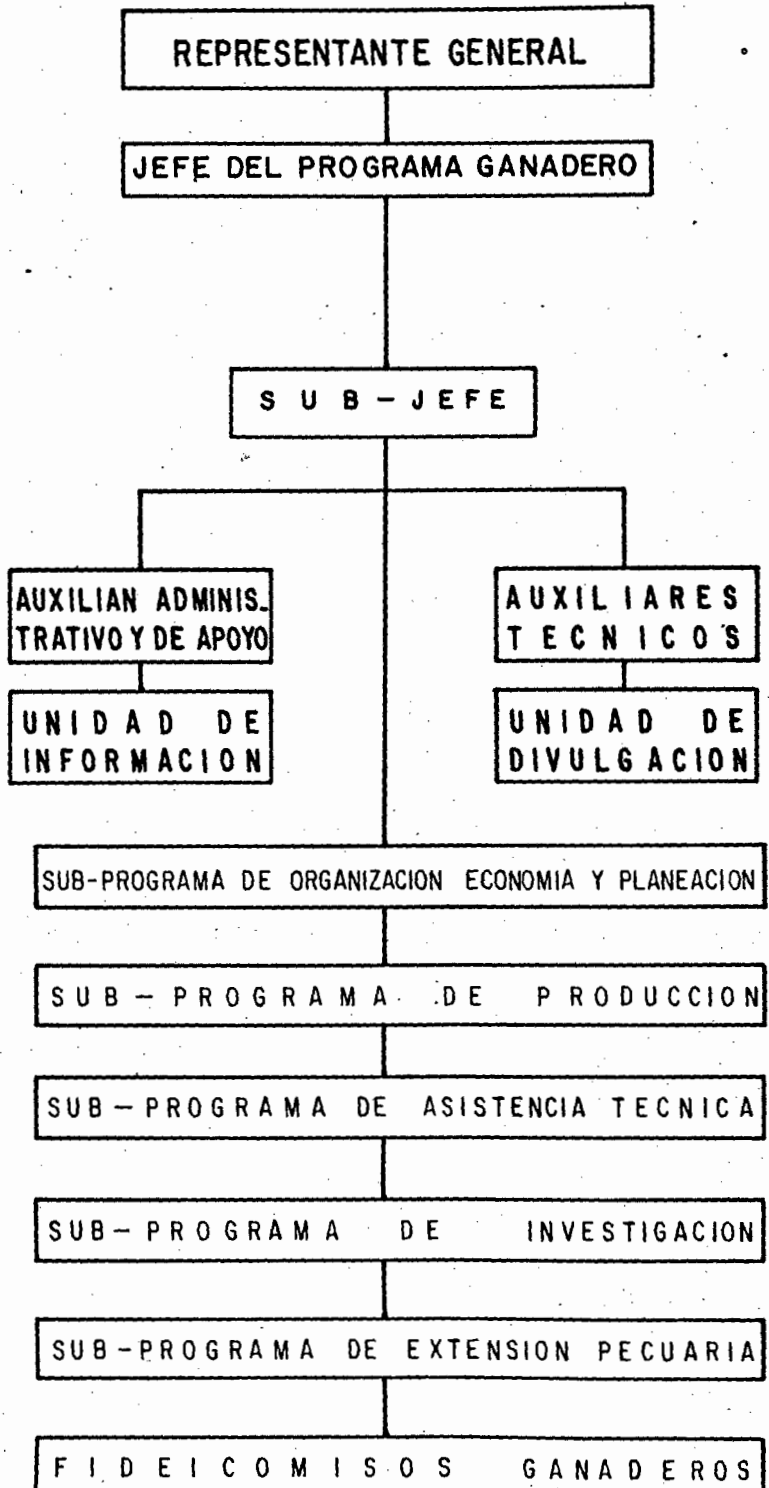 REPRESENTANTE GENERAL
JEFE DEL PROGRAMA GANADERO
SUB-JEFE
AUXILIAN ADMINIS-
TRATIVO Y DE APOYO
AUXILIARES
TECNICOS
UNIDAD DE
INFORMACION
UNIDAD DE
DIVULGACION
SUB-PROGRAMA DE ORGANIZACION ECONOMIA Y PLANEACION
SUB-PROGRAMA DE PRODUCCION
SUB-PROGRAMA DE ASISTENCIA TECNICA
SUB-PROGRAMA DE INVESTIGACION
SUB-PROGRAMA DE EXTENSION PECUARIA
FIDEICOMISOS GANADEROS